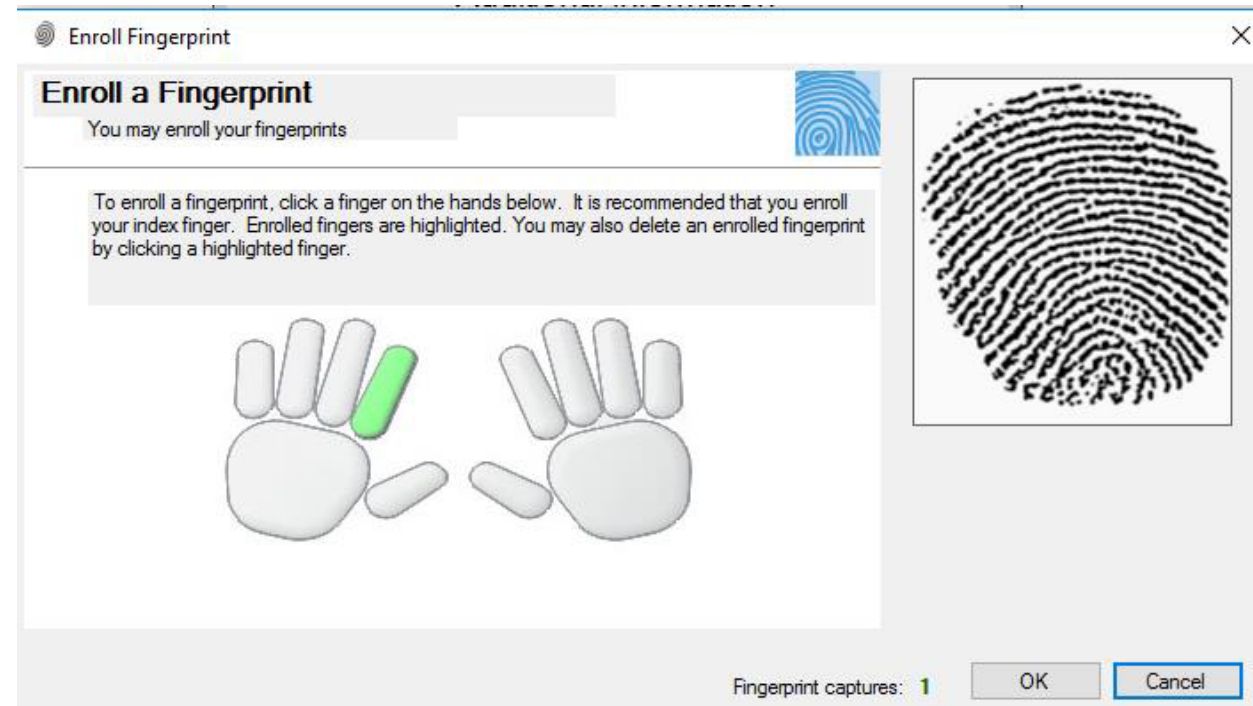 Enroll Fingerprint
Enroll a Fingerprint
You may enroll your fingerprints
To enroll a fingerprint, click a finger on the hands below.  It is recommended that you enroll
your index finger.  Enrolled fingers are highlighted. You may also delete an enrolled fingerprint
by clicking a highlighted finger.
Fingerprint captures: 1
OK
Cancel